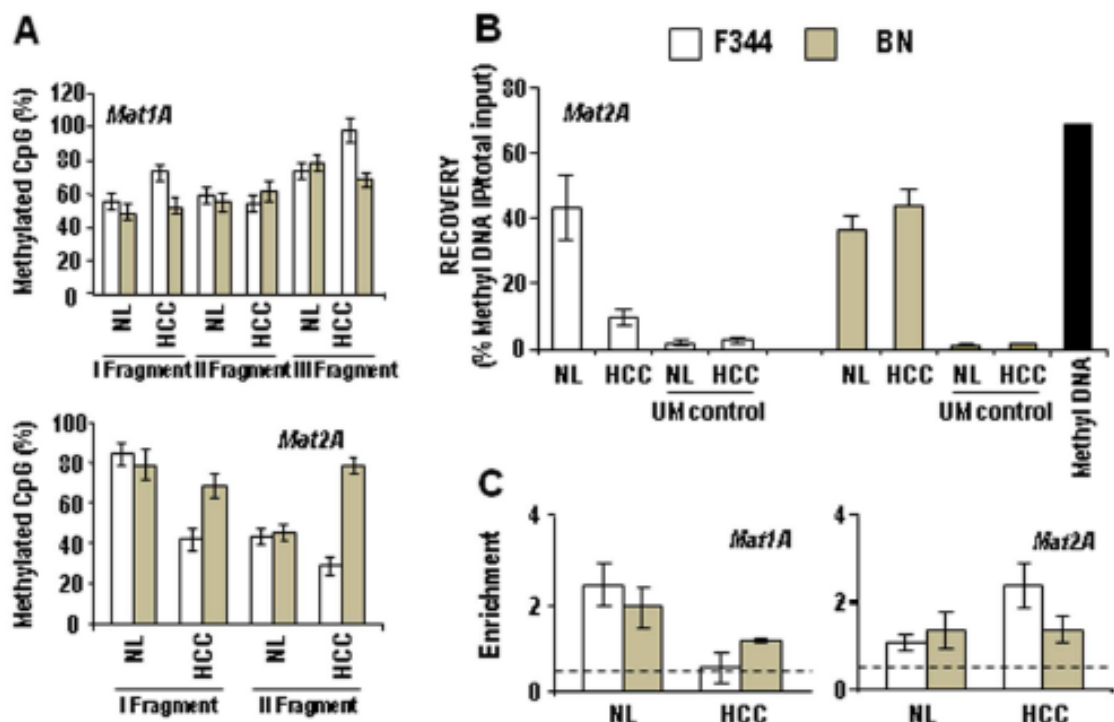 A
Methylated CpG (%)
120
100
80
60
40
20
0
Mat1A
NL
HCC
NL
HCC
NL
HCC
I Fragment
II Fragment
III Fragment
Methylated CpG (%)
100
80
60
40
20
0
Mat2A
NL
HCC
NL
HCC
I Fragment
II Fragment
B
F344
BN
RECOVERY
(% Methyl DNA IP/total input)
80
60
40
20
0
Mat2A
NL
HCC
NL
HCC
UM control
NL
HCC
NL
HCC
UM control
Methyl DNA
C
Enrichment
4
2
0
Mat1A
NL
HCC
4
2
0
Mat2A
NL
HCC